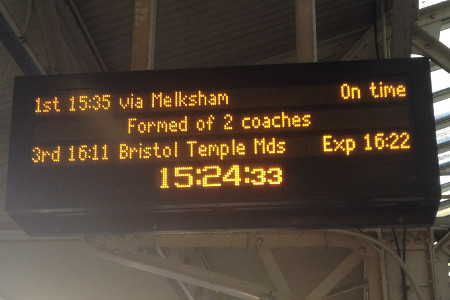 1st 15:35 via Melksham On time
Formed of 2 coaches
3rd 16:11 Bristol Temple Mds Exp 16:22
15:24:33